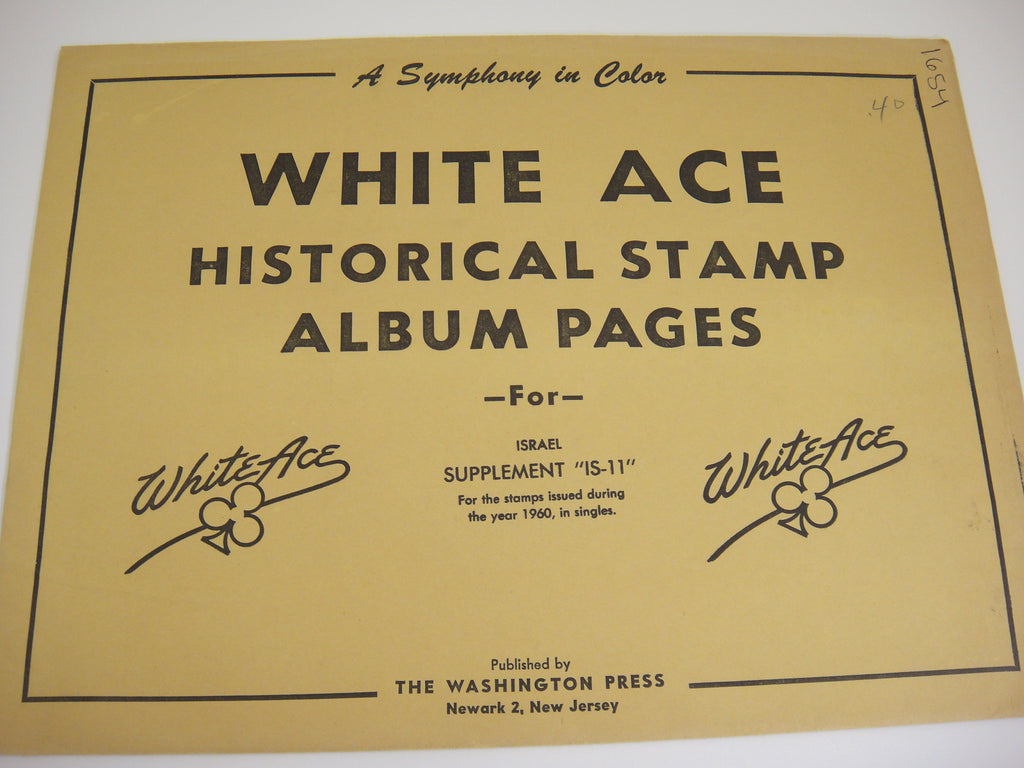 A Symphony in Color
1654
.40
WHITE ACE
HISTORICAL STAMP
ALBUM PAGES
—For—
ISRAEL
SUPPLEMENT "IS-11"
For the stamps issued during
the year 1960, in singles.
White Ace
White Ace
Published by
THE WASHINGTON PRESS
Newark 2, New Jersey